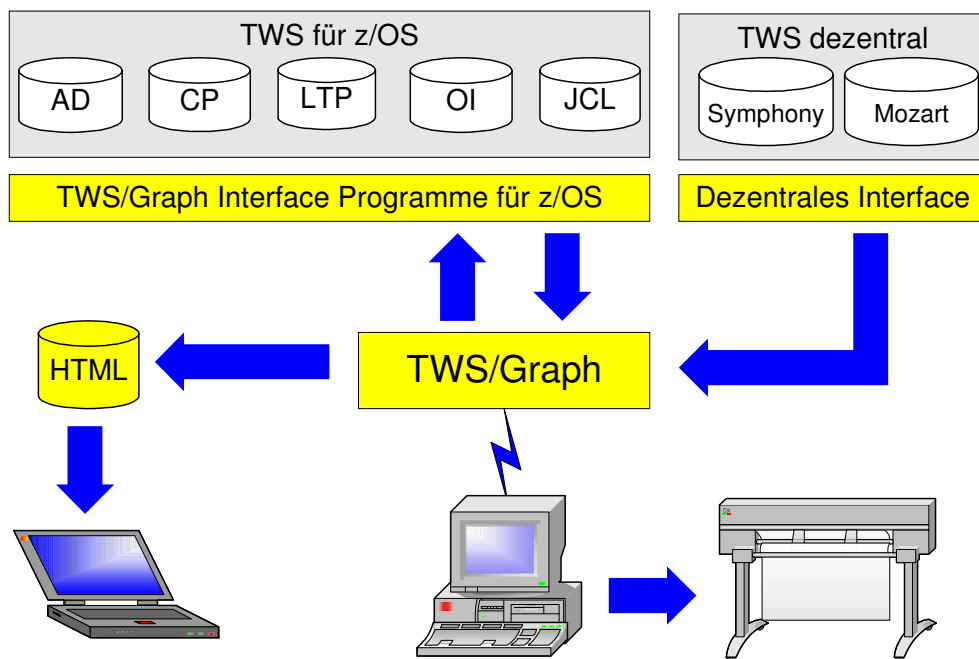 TWS für z/OS
AD
CP
LTP
OI
JCL
TWS dezentral
Symphony
Mozart
TWS/Graph Interface Programme für z/OS
Dezentrales Interface
HTML
TWS/Graph